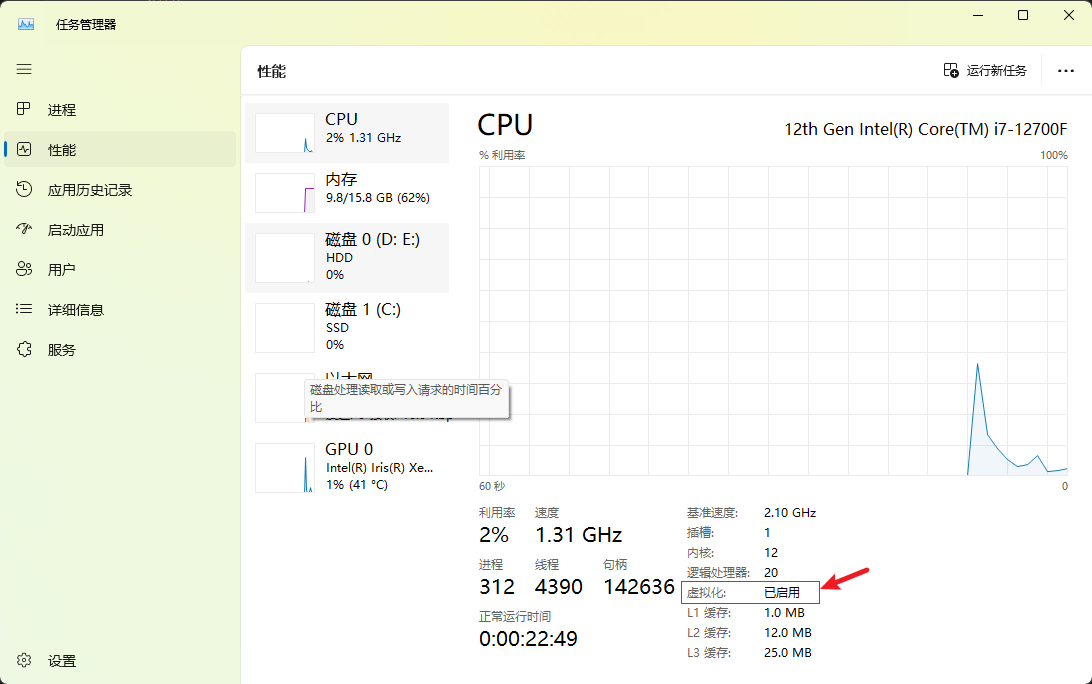 任务管理器
性能
运行新任务
进程
性能
应用历史记录
启动应用
用户
详细信息
服务
设置
CPU
2% 1.31 GHz
内存
9.8/15.8 GB (62%)
磁盘 0 (D: E:)
HDD
0%
磁盘 1 (C:)
SSD
0%
以太网
磁盘处理读取或写入请求的时间百分
比
GPU 0
Intel(R) Iris(R) Xe...
1% (41 °C)
CPU
12th Gen Intel(R) Core(TM) i7-12700F
% 利用率
100%
60 秒
0
利用率 速度
2% 1.31 GHz
进程 线程 句柄
312 4390 142636
正常运行时间
0:00:22:49
基准速度: 2.10 GHz
插槽: 1
内核: 12
逻辑处理器: 20
虚拟化: 已启用
L1 缓存: 1.0 MB
L2 缓存: 12.0 MB
L3 缓存: 25.0 MB